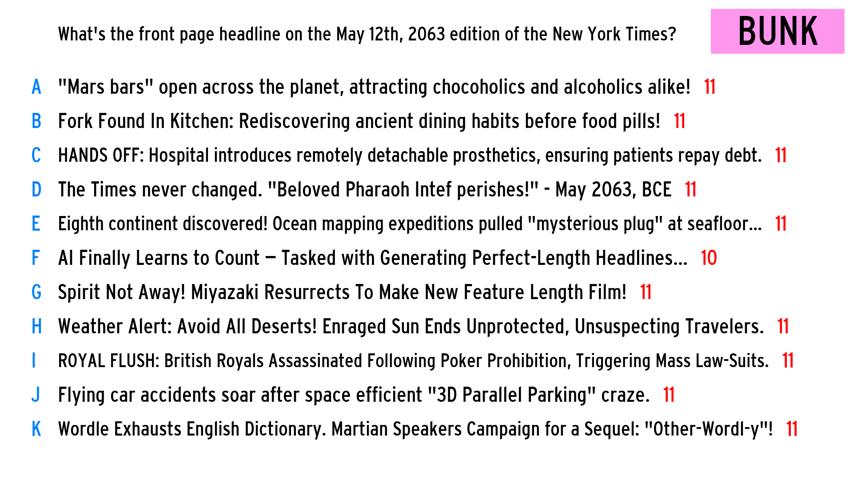 What's the front page headline on the May 12th, 2063 edition of the New York Times?
BUNK
A "Mars bars" open across the planet, attracting chocoholics and alcoholics alike! 11
B Fork Found In Kitchen: Rediscovering ancient dining habits before food pills! 11
C HANDS OFF: Hospital introduces remotely detachable prosthetics, ensuring patients repay debt. 11
D The Times never changed. "Beloved Pharaoh Intef perishes!" - May 2063, BCE 11
E Eighth continent discovered! Ocean mapping expeditions pulled "mysterious plug" at seafloor... 11
F AI Finally Learns to Count – Tasked with Generating Perfect-Length Headlines... 10
G Spirit Not Away! Miyazaki Resurrects To Make New Feature Length Film! 11
H Weather Alert: Avoid All Deserts! Enraged Sun Ends Unprotected, Unsuspecting Travelers. 11
I ROYAL FLUSH: British Royals Assassinated Following Poker Prohibition, Triggering Mass Law-Suits. 11
J Flying car accidents soar after space efficient "3D Parallel Parking" craze. 11
K Wordle Exhausts English Dictionary. Martian Speakers Campaign for a Sequel: "Other-Wordl-y"! 11